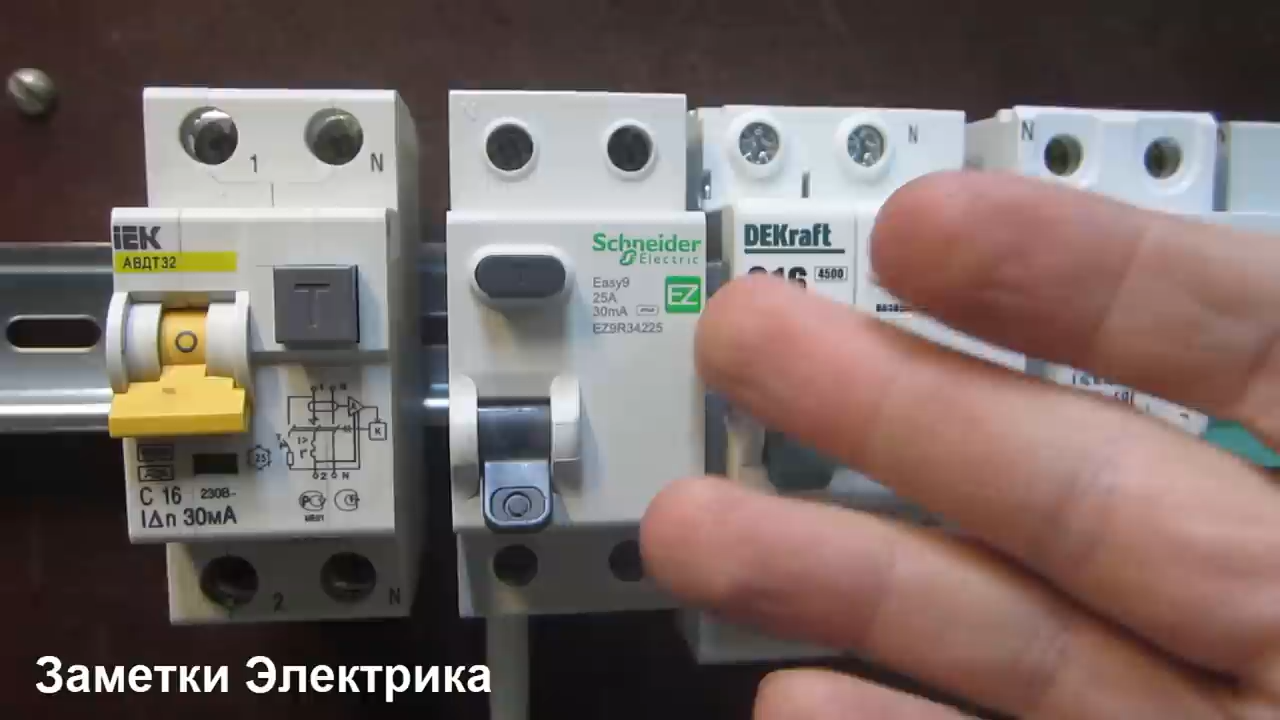 1
N
IEK
АВДТ32
T
C 16 230В~
IΔn 30мА
2 N
Schneider
Electric
Easy9
25A
30mA
EZ9R34225
EZ
N
DEKraft
C16 4500
N
Заметки Электрика